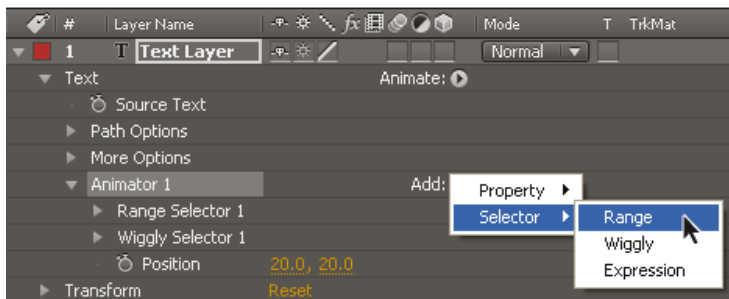 # Layer Name fx Mode T TrkMat
1 T Text Layer Normal
Text Animate:
Source Text
Path Options
More Options
Animator 1 Add: Property
Range Selector 1 Selector Range
Wiggly Selector 1 Wiggly
Position 20.0, 20.0 Expression
Transform Reset